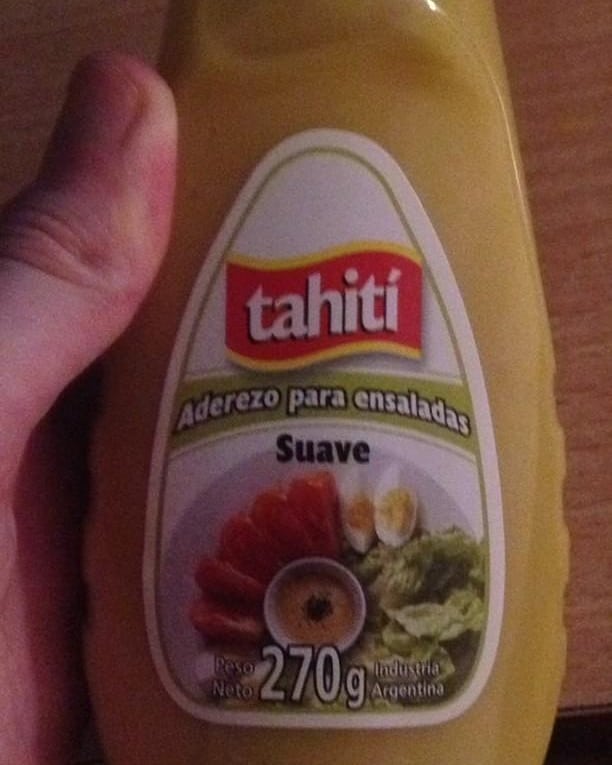 tahití
Aderezo para ensaladas
Suave
Peso Neto 270g Industria Argentina